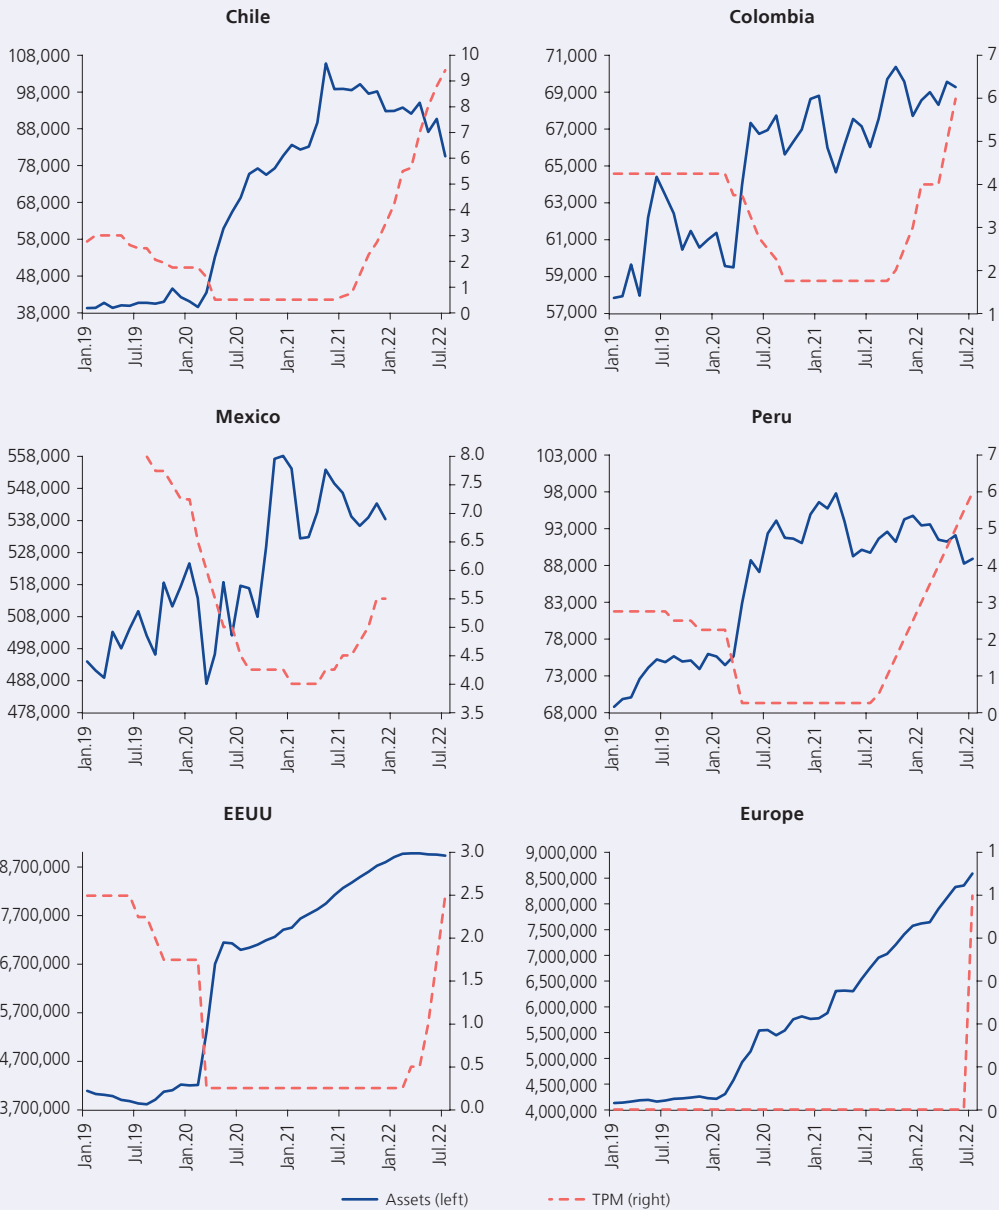 Chile
108,000
98,000
88,000
78,000
68,000
58,000
48,000
38,000
10
9
8
7
6
5
4
3
2
1
0
Jan.19
Jul.19
Jan.20
Jul.20
Jan.21
Jul.21
Jan.22
Jul.22
Colombia
71,000
69,000
67,000
65,000
63,000
61,000
59,000
57,000
7
6
5
4
3
2
1
Jan.19
Jul.19
Jan.20
Jul.20
Jan.21
Jul.21
Jan.22
Jul.22
Mexico
558,000
548,000
538,000
528,000
518,000
508,000
498,000
488,000
478,000
8.0
7.5
7.0
6.5
6.0
5.5
5.0
4.5
4.0
3.5
Jan.19
Jul.19
Jan.20
Jul.20
Jan.21
Jul.21
Jan.22
Jul.22
Peru
103,000
98,000
93,000
88,000
83,000
78,000
73,000
68,000
7
6
5
4
3
2
1
0
Jan.19
Jul.19
Jan.20
Jul.20
Jan.21
Jul.21
Jan.22
Jul.22
EEUU
8,700,000
7,700,000
6,700,000
5,700,000
4,700,000
3,700,000
3.0
2.5
2.0
1.5
1.0
0.5
0.0
Jan.19
Jul.19
Jan.20
Jul.20
Jan.21
Jul.21
Jan.22
Jul.22
Europe
9,000,000
8,500,000
8,000,000
7,500,000
7,000,000
6,500,000
6,000,000
5,500,000
5,000,000
4,500,000
4,000,000
1
1
0
0
0
0
0
Jan.19
Jul.19
Jan.20
Jul.20
Jan.21
Jul.21
Jan.22
Jul.22
Assets (left)
TPM (right)